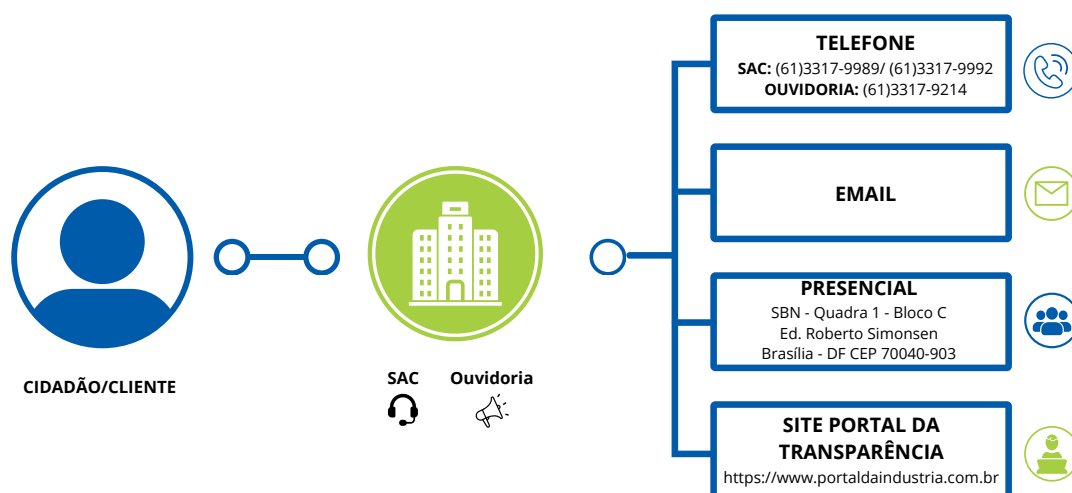 CIDADÃO/CLIENTE
SAC
Ouvidoria
TELEFONE
SAC: (61)3317-9989/ (61)3317-9992
OUVIDORIA: (61)3317-9214
EMAIL
PRESENCIAL
SBN - Quadra 1 - Bloco C
Ed. Roberto Simonsen
Brasília - DF CEP 70040-903
SITE PORTAL DA
TRANSPARÊNCIA
https://www.portaldaindustria.com.br